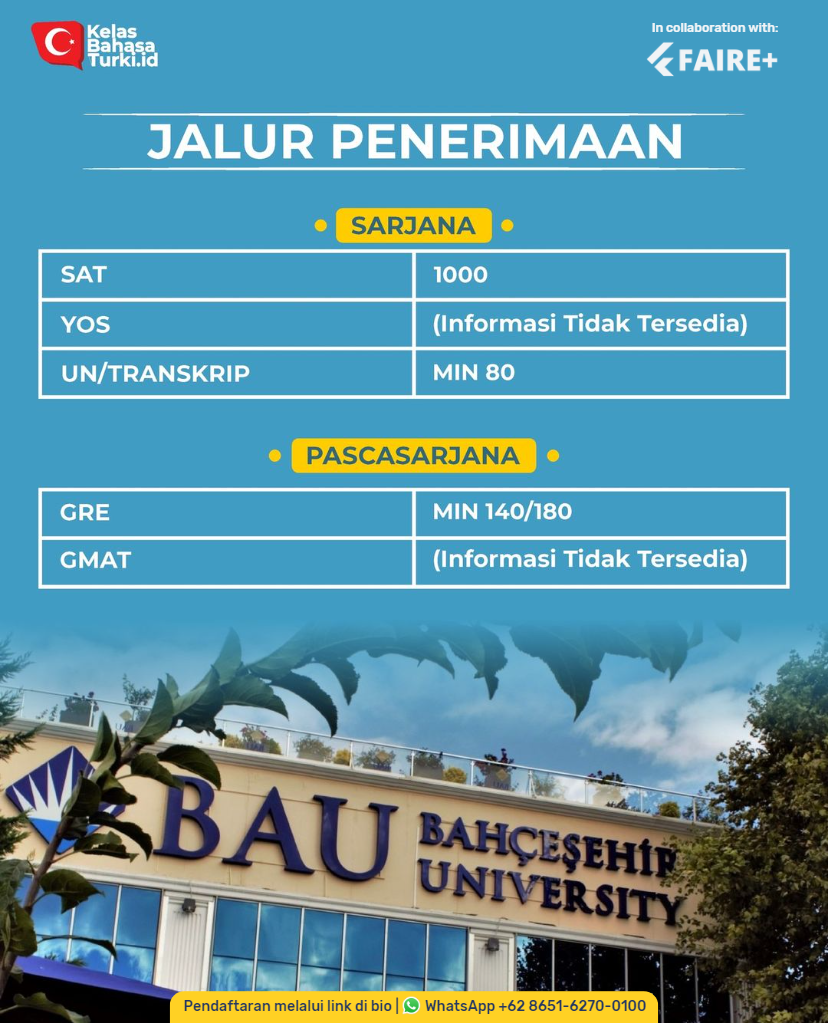 Kelas
Bahasa
Turki.id
In collaboration with:
FAIRE+
JALUR PENERIMAAN
SARJANA
SAT 1000
YOS (Informasi Tidak Tersedia)
UN/TRANSKRIP MIN 80
PASCASARJANA
GRE MIN 140/180
GMAT (Informasi Tidak Tersedia)
BAU BAHÇEŞEHİR
UNIVERSITY
Pendaftaran melalui link di bio | WhatsApp +62 8651-6270-0100